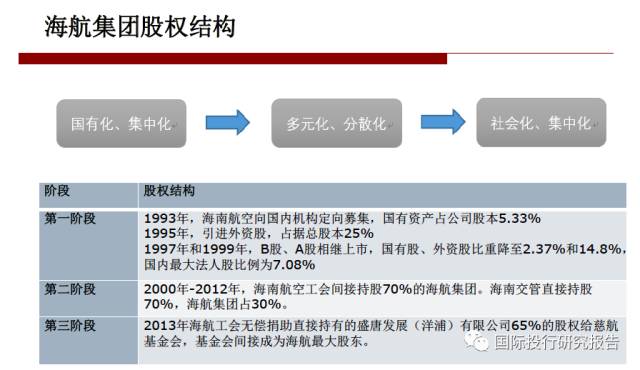 海航集团股权结构
国有化、集中化
多元化、分散化
社会化、集中化
阶段 股权结构
第一阶段 1993年，海南航空向国内机构定向募集，国有资产占公司股本5.33%
1995年，引进外资股，占据总股本25%
1997年和1999年，B股、A股相继上市，国有股、外资股比重降至2.37%和14.8%，
国内最大法人股比例为7.08%
第二阶段 2000年-2012年，海南航空工会间接持股70%的海航集团。海南交管直接持股
70%，海航集团占30%。
第三阶段 2013年海航工会无偿捐助直接持有的盛唐发展（洋浦）有限公司65%的股权给慈航
基金会，基金会间接成为海航最大股东。
国际投行研究报告